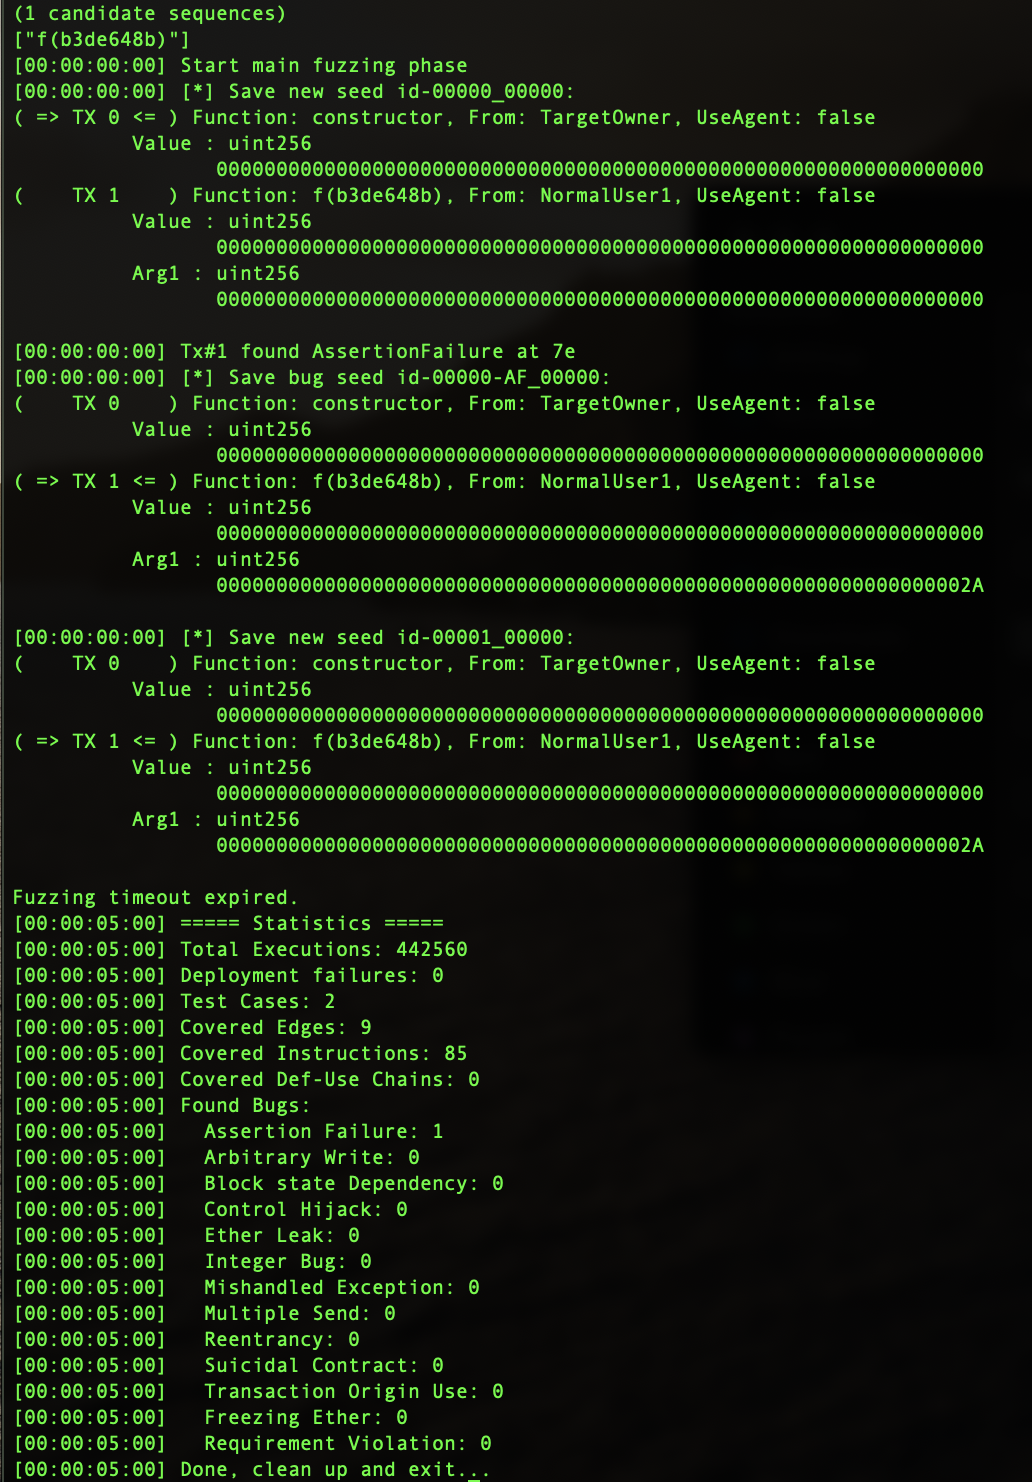 (1 candidate sequences)
["f(b3de648b)"]
[00:00:00:00] Start main fuzzing phase
[00:00:00:00] [*] Save new seed id-00000_00000:
( => TX 0 <= ) Function: constructor, From: TargetOwner, UseAgent: false
Value : uint256
0000000000000000000000000000000000000000000000000000000000000000
( TX 1 ) Function: f(b3de648b), From: NormalUser1, UseAgent: false
Value : uint256
0000000000000000000000000000000000000000000000000000000000000000
Arg1 : uint256
0000000000000000000000000000000000000000000000000000000000000000
[00:00:00:00] Tx#1 found AssertionFailure at 7e
[00:00:00:00] [*] Save bug seed id-00000-AF_00000:
( TX 0 ) Function: constructor, From: TargetOwner, UseAgent: false
Value : uint256
0000000000000000000000000000000000000000000000000000000000000000
( => TX 1 <= ) Function: f(b3de648b), From: NormalUser1, UseAgent: false
Value : uint256
0000000000000000000000000000000000000000000000000000000000000000
Arg1 : uint256
000000000000000000000000000000000000000000000000000000000000002A
[00:00:00:00] [*] Save new seed id-00001_00000:
( TX 0 ) Function: constructor, From: TargetOwner, UseAgent: false
Value : uint256
0000000000000000000000000000000000000000000000000000000000000000
( => TX 1 <= ) Function: f(b3de648b), From: NormalUser1, UseAgent: false
Value : uint256
0000000000000000000000000000000000000000000000000000000000000000
Arg1 : uint256
000000000000000000000000000000000000000000000000000000000000002A
Fuzzing timeout expired.
[00:00:05:00] ===== Statistics =====
[00:00:05:00] Total Executions: 442560
[00:00:05:00] Deployment failures: 0
[00:00:05:00] Test Cases: 2
[00:00:05:00] Covered Edges: 9
[00:00:05:00] Covered Instructions: 85
[00:00:05:00] Covered Def-Use Chains: 0
[00:00:05:00] Found Bugs:
[00:00:05:00] Assertion Failure: 1
[00:00:05:00] Arbitrary Write: 0
[00:00:05:00] Block state Dependency: 0
[00:00:05:00] Control Hijack: 0
[00:00:05:00] Ether Leak: 0
[00:00:05:00] Integer Bug: 0
[00:00:05:00] Mishandled Exception: 0
[00:00:05:00] Multiple Send: 0
[00:00:05:00] Reentrancy: 0
[00:00:05:00] Suicidal Contract: 0
[00:00:05:00] Transaction Origin Use: 0
[00:00:05:00] Freezing Ether: 0
[00:00:05:00] Requirement Violation: 0
[00:00:05:00] Done, clean up and exit...